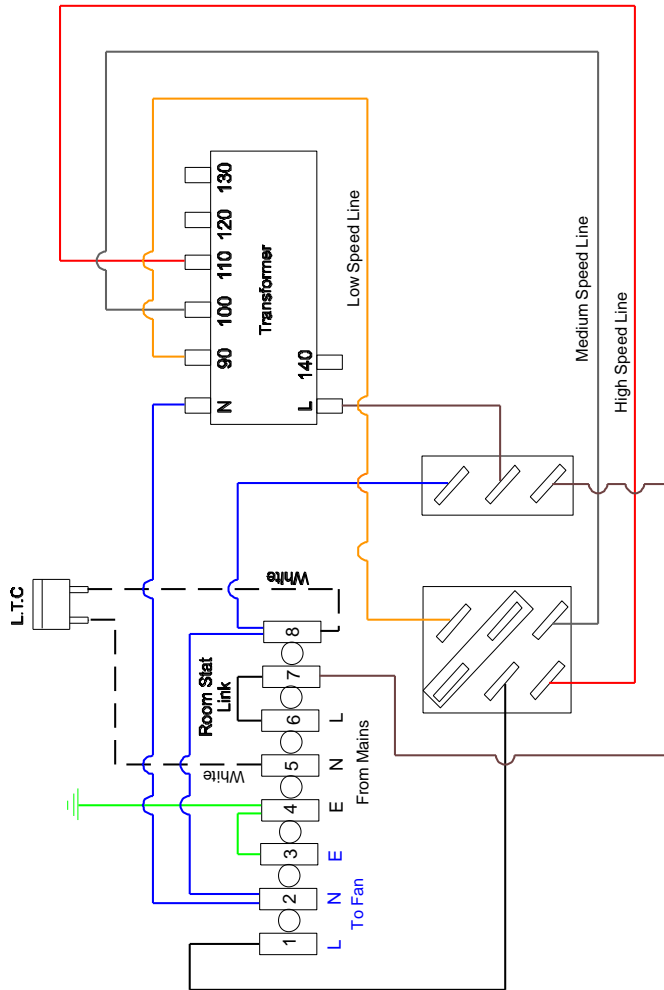 L.T.C
130
120
110
100
90
N
Transformer
140
L
Low Speed Line
Medium Speed Line
High Speed Line
White
White
Room Stat
Link
8
7
6
5
4
3
2
1
L
N
E
From Mains
E
N
L
To Fan